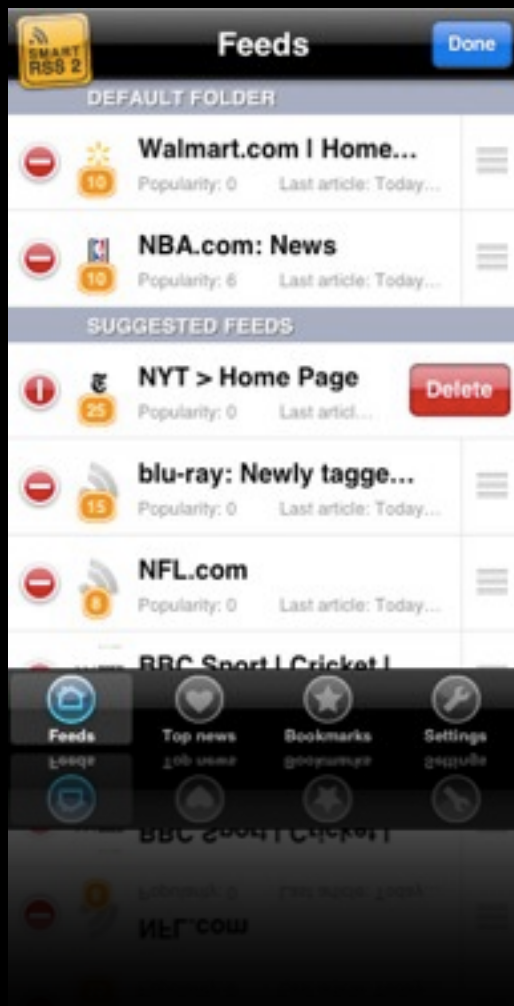 SMART
RSS 2
Feeds
Done
DEFAULT FOLDER
Walmart.com | Home...
10
Popularity: 0 Last article: Today...
NBA.com: News
10
Popularity: 6 Last article: Today...
SUGGESTED FEEDS
NYT > Home Page
25
Popularity: 0 Last articl...
Delete
blu-ray: Newly tagge...
15
Popularity: 0 Last article: Today...
NFL.com
8
Popularity: 0 Last article: Today...
BBC Sport | Cricket |
Feeds Top news Bookmarks Settings